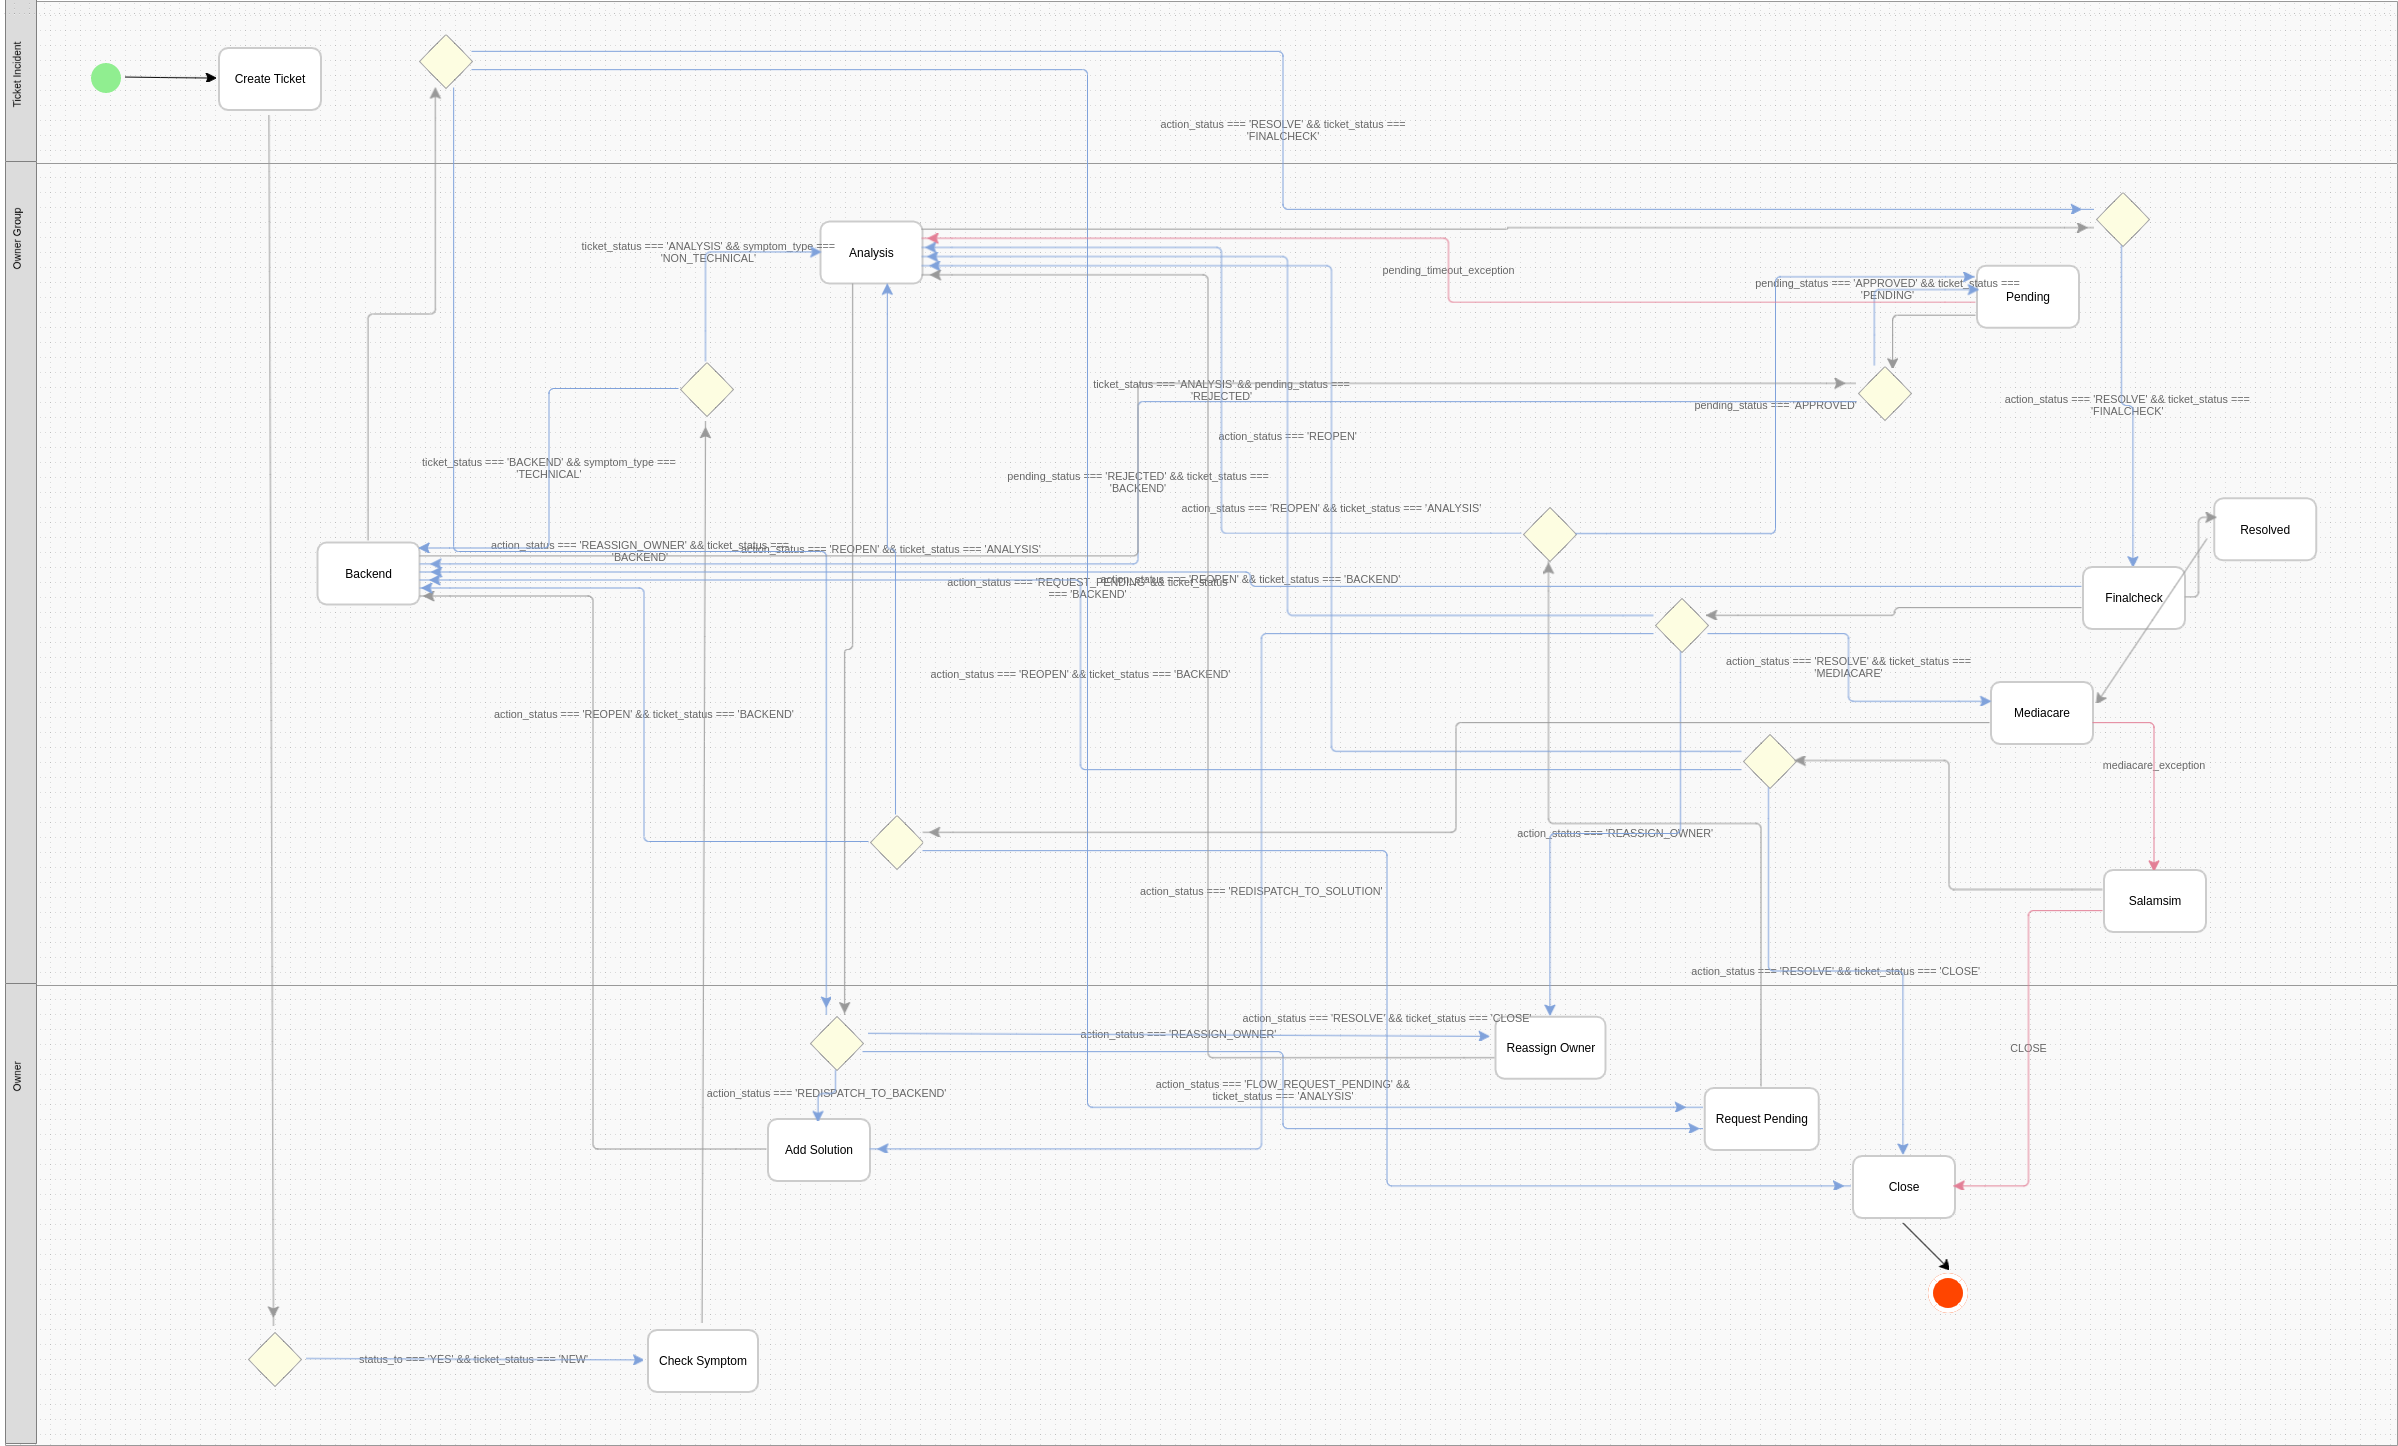 Ticket Incident
Create Ticket
action_status === 'RESOLVE' && ticket_status ===
'FINALCHECK'
Owner Group
Analysis
ticket_status === 'ANALYSIS' && symptom_type ===
'NON_TECHNICAL'
pending_timeout_exception
pending_status === 'APPROVED' && ticket_status ===
'PENDING'
Pending
ticket_status === 'ANALYSIS' && pending_status ===
'REJECTED'
pending_status === 'APPROVED'
action_status === 'RESOLVE' && ticket_status ===
'FINALCHECK'
action_status === 'REOPEN'
ticket_status === 'BACKEND' && symptom_type ===
'TECHNICAL'
pending_status === 'REJECTED' && ticket_status ===
'BACKEND'
action_status === 'REOPEN' && ticket_status === 'ANALYSIS'
Resolved
action_status === 'REASSIGN_OWNER' && ticket_status ===
'BACKEND'
action_status === 'REOPEN' && ticket_status === 'ANALYSIS'
Backend
action_status === 'REQUEST_PENDING' && ticket_status
=== 'BACKEND'
action_status === 'REOPEN' && ticket_status === 'BACKEND'
Finalcheck
action_status === 'RESOLVE' && ticket_status ===
'MEDIACARE'
action_status === 'REOPEN' && ticket_status === 'BACKEND'
action_status === 'REOPEN' && ticket_status === 'BACKEND'
Mediacare
mediacare_exception
action_status === 'REASSIGN_OWNER'
action_status === 'REDISPATCH_TO_SOLUTION'
Salamsim
action_status === 'RESOLVE' && ticket_status === 'CLOSE'
Owner
action_status === 'RESOLVE' && ticket_status === 'CLOSE'
action_status === 'REASSIGN_OWNER'
Reassign Owner
CLOSE
action_status === 'REDISPATCH_TO_BACKEND'
action_status === 'FLOW_REQUEST_PENDING' &&
ticket_status === 'ANALYSIS'
Request Pending
Add Solution
Close
status_to === 'YES' && ticket_status === 'NEW'
Check Symptom